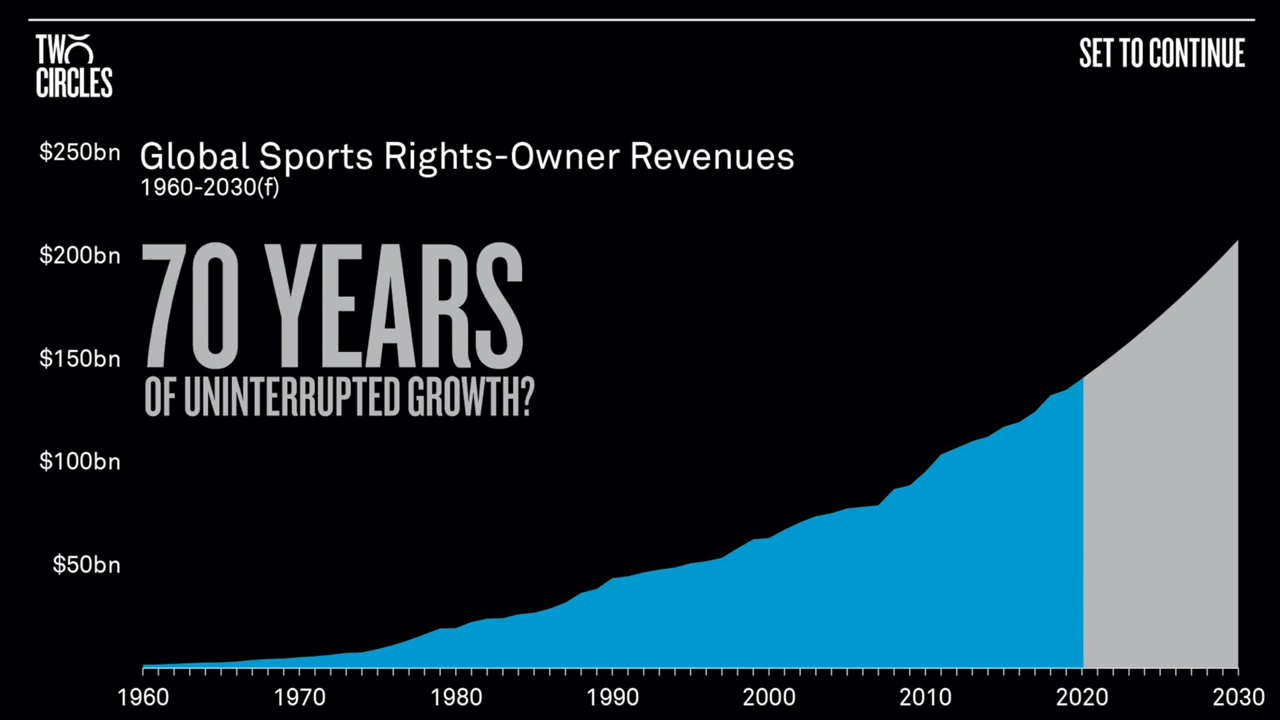 TWO
CIRCLES
SET TO CONTINUE
Global Sports Rights-Owner Revenues
1960-2030(f)
70 YEARS
OF UNINTERRUPTED GROWTH?
$250bn
$200bn
$150bn
$100bn
$50bn
1960 1970 1980 1990 2000 2010 2020 2030